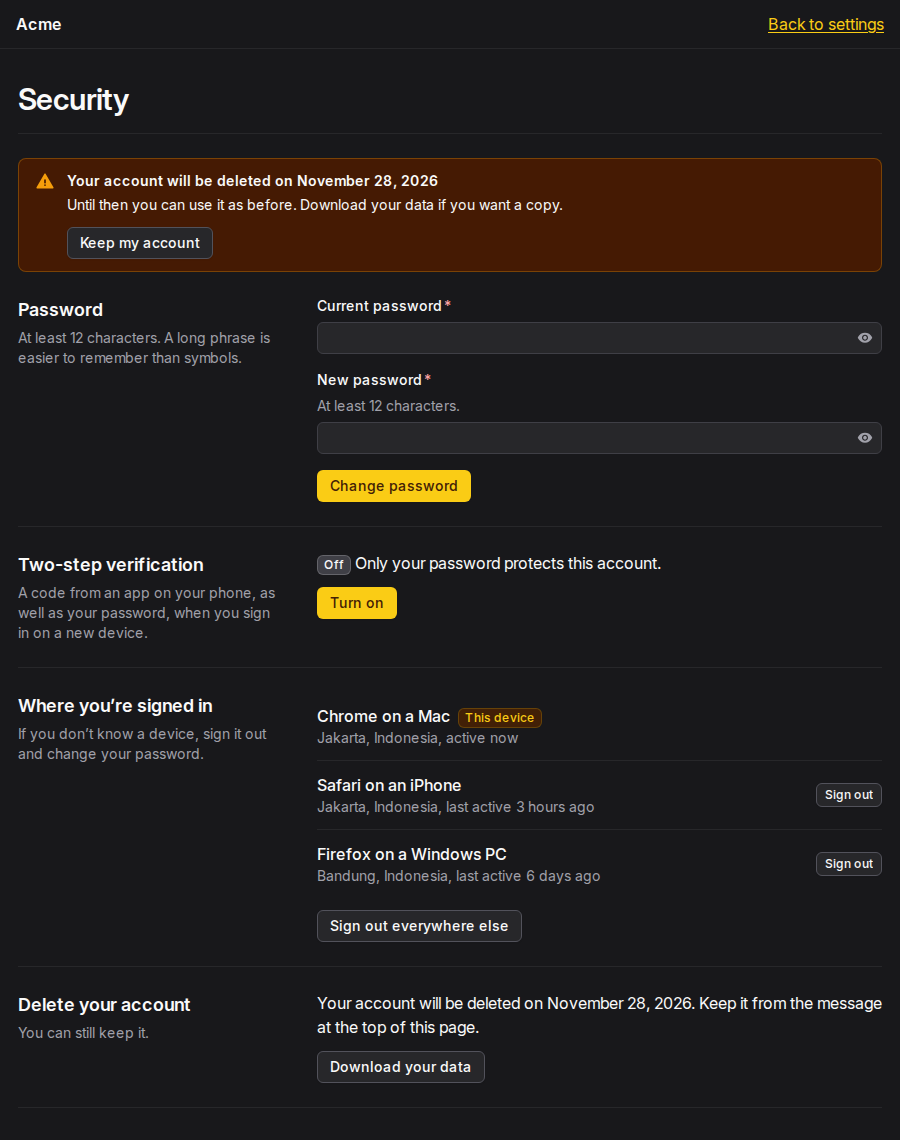 Acme
Back to settings
Security
Your account will be deleted on November 28, 2026
Until then you can use it as before. Download your data if you want a copy.
Keep my account
Password
At least 12 characters. A long phrase is
easier to remember than symbols.
Current password *
New password *
At least 12 characters.
Change password
Two-step verification
A code from an app on your phone, as
well as your password, when you sign
in on a new device.
Off Only your password protects this account.
Turn on
Where you’re signed in
If you don’t know a device, sign it out
and change your password.
Chrome on a Mac This device
Jakarta, Indonesia, active now
Safari on an iPhone
Jakarta, Indonesia, last active 3 hours ago
Sign out
Firefox on a Windows PC
Bandung, Indonesia, last active 6 days ago
Sign out
Sign out everywhere else
Delete your account
You can still keep it.
Your account will be deleted on November 28, 2026. Keep it from the message
at the top of this page.
Download your data